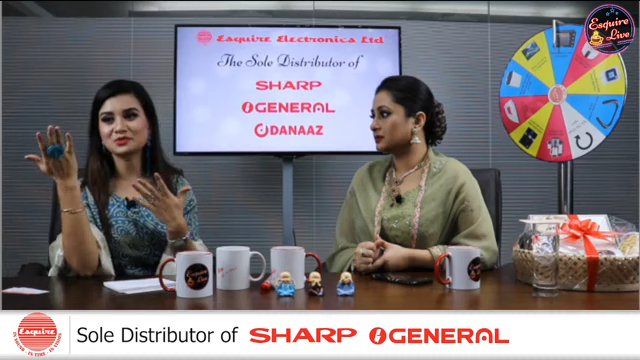 Esquire Electronics Ltd
The Sole Distributor of
SHARP
GENERAL
DANAAZ
Esquire
Live
Esquire
Sole Distributor of SHARP GENERAL